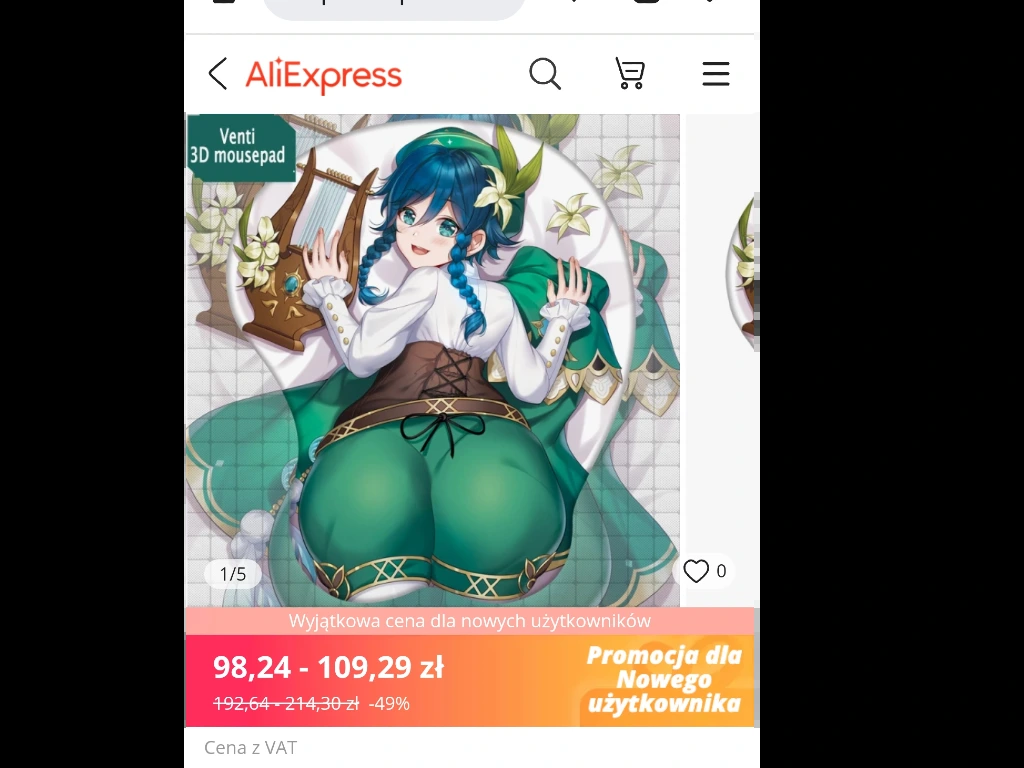 AliExpress
Venti
3D mousepad
1/5
0
Wyjątkowa cena dla nowych użytkowników
98,24 - 109,29 zł
192,64 - 214,30 zł -49%
Promocja dla
Nowego
użytkownika
Cena z VAT